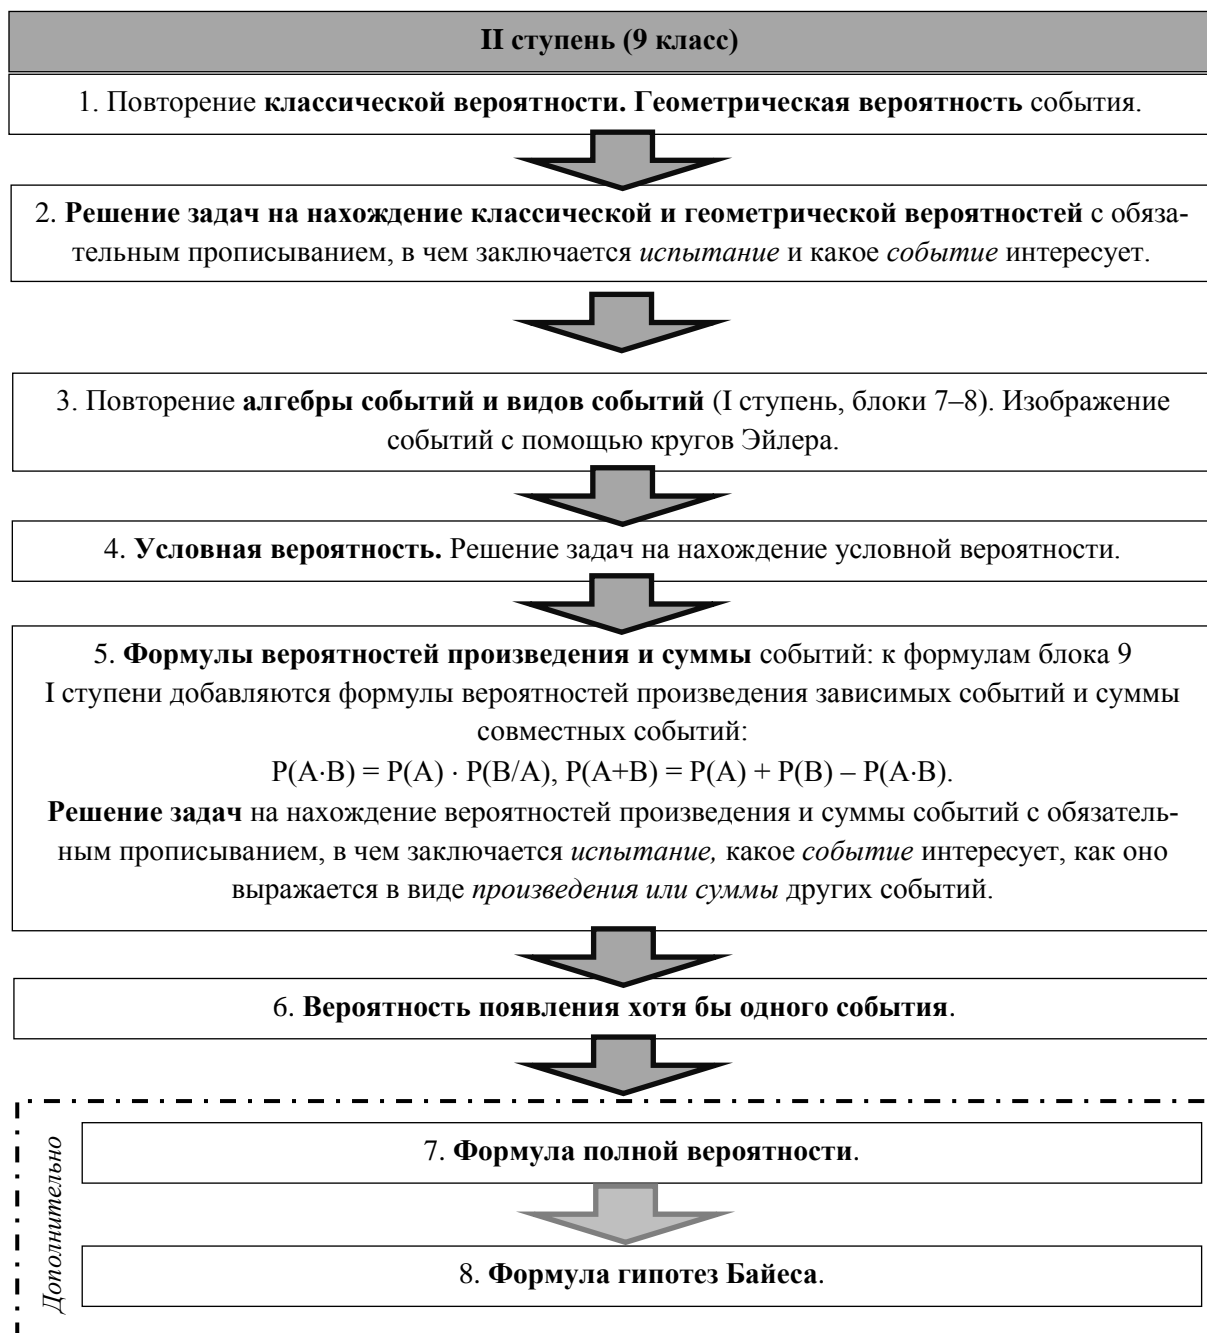 II ступень (9 класс)
1. Повторение классической вероятности. Геометрическая вероятность события.
2. Решение задач на нахождение классической и геометрической вероятностей с обяза-
тельным прописыванием, в чем заключается испытание и какое событие интересует.
3. Повторение алгебры событий и видов событий (I ступень, блоки 7–8). Изображение
событий с помощью кругов Эйлера.
4. Условная вероятность. Решение задач на нахождение условной вероятности.
5. Формулы вероятностей произведения и суммы событий: к формулам блока 9
I ступени добавляются формулы вероятностей произведения зависимых событий и суммы
совместных событий:
P(A·B) = P(A) · P(B/A), P(A+B) = P(A) + P(B) – P(A·B).
Решение задач на нахождение вероятностей произведения и суммы событий с обязатель-
ным прописыванием, в чем заключается испытание, какое событие интересует, как оно
выражается в виде произведения или суммы других событий.
6. Вероятность появления хотя бы одного события.
Дополнительно
7. Формула полной вероятности.
8. Формула гипотез Байеса.